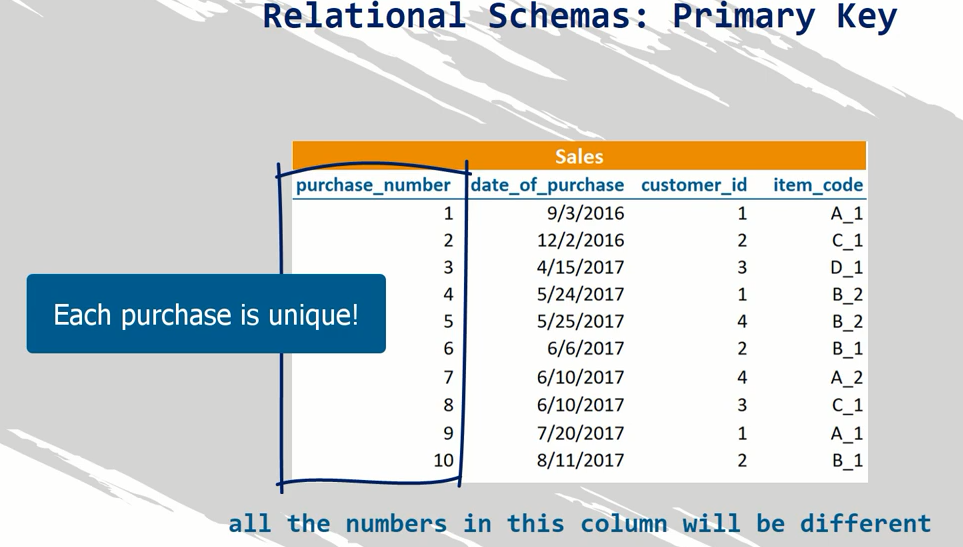 Relational Schemas: Primary Key
Sales
purchase_number date_of_purchase customer_id item_code
1 9/3/2016 1 A_1
2 12/2/2016 2 C_1
3 4/15/2017 3 D_1
4 5/24/2017 1 B_2
5 5/25/2017 4 B_2
6 6/6/2017 2 B_1
7 6/10/2017 4 A_2
8 6/10/2017 3 C_1
9 7/20/2017 1 A_1
10 8/11/2017 2 B_1
Each purchase is unique!
all the numbers in this column will be different